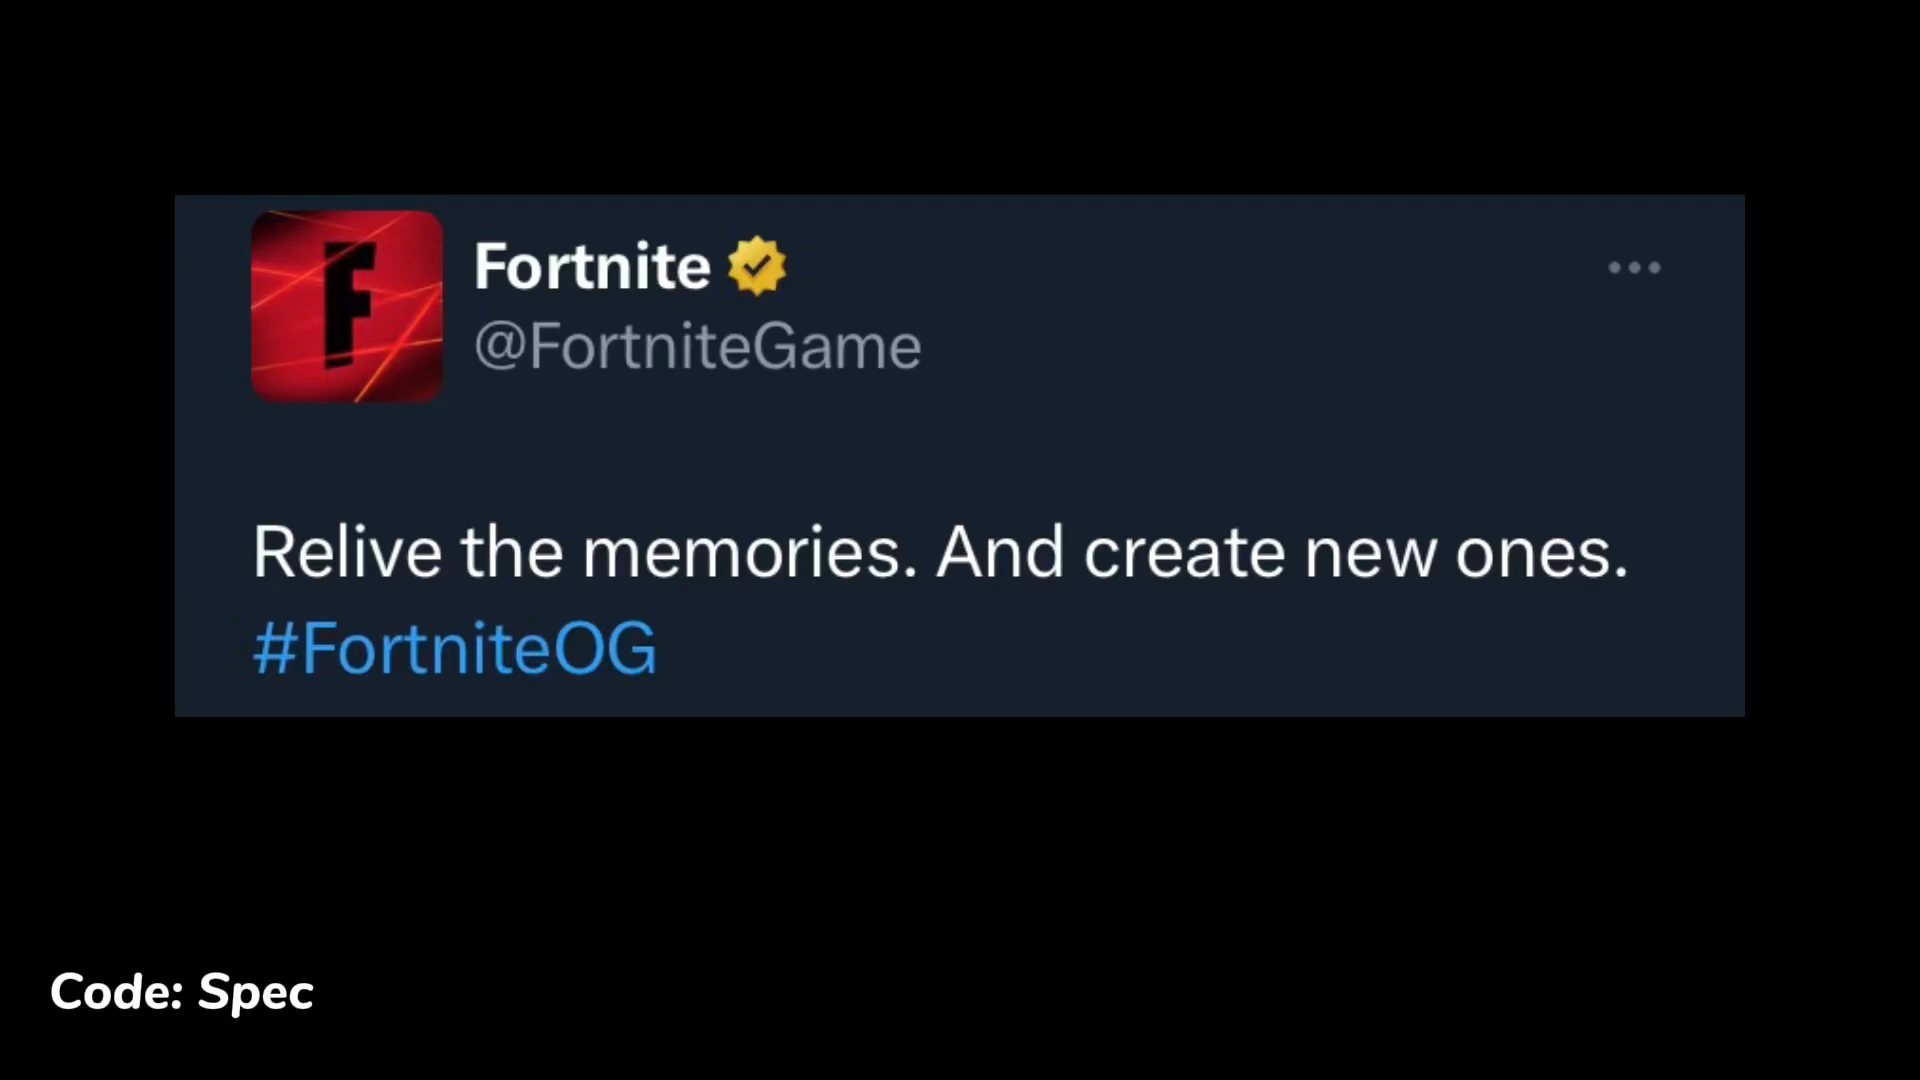 F
Fortnite
@FortniteGame
Relive the memories. And create new ones.
#FortniteOG
Code: Spec